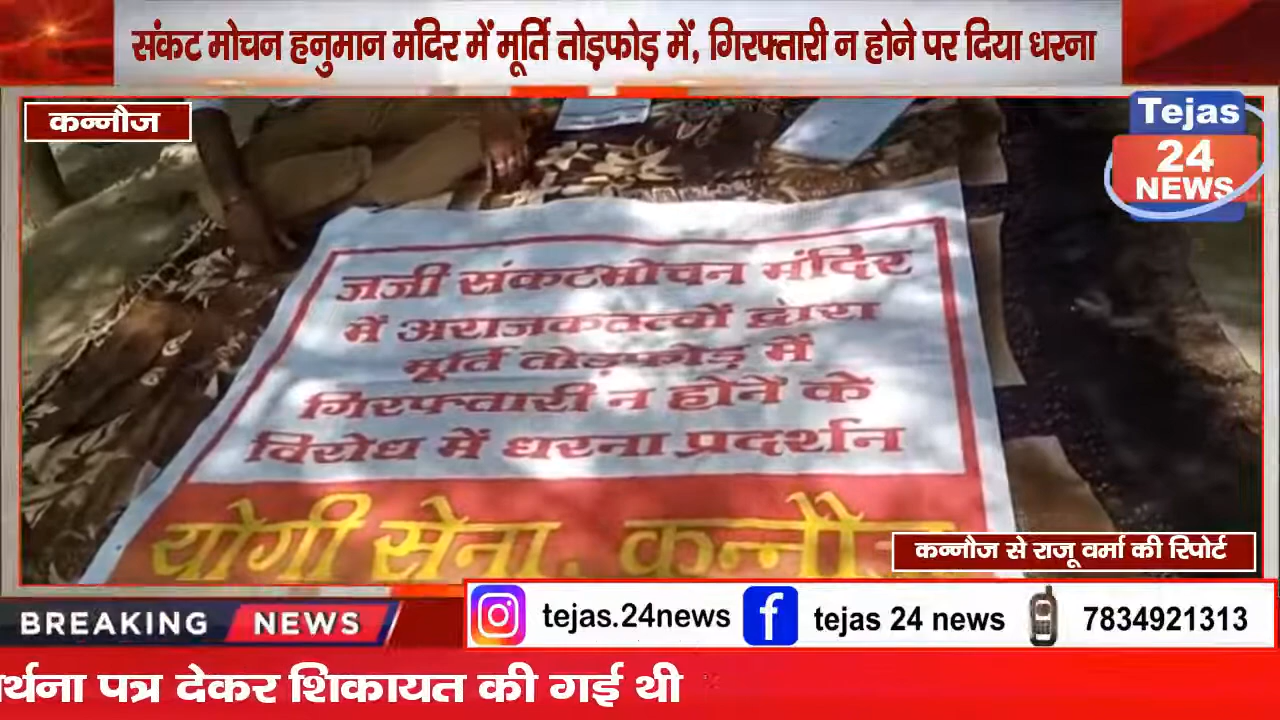 संकट मोचन हनुमान मंदिर में मूर्ति तोड़फोड़ में, गिरफ्तारी न होने पर दिया धरना
कन्नौज
Tejas
24
NEWS
जजी संकटमोचन मंदिर
में अराजकतत्वों द्वारा
मूर्ति तोड़फोड़ में
गिरफ्तारी न होने के
विरोध में धरना प्रदर्शन
योगी सेना, कन्नौज
कन्नौज से राजू वर्मा की रिपोर्ट
BREAKING NEWS
tejas.24news
tejas 24 news
7834921313
र्थना पत्र देकर शिकायत की गई थी